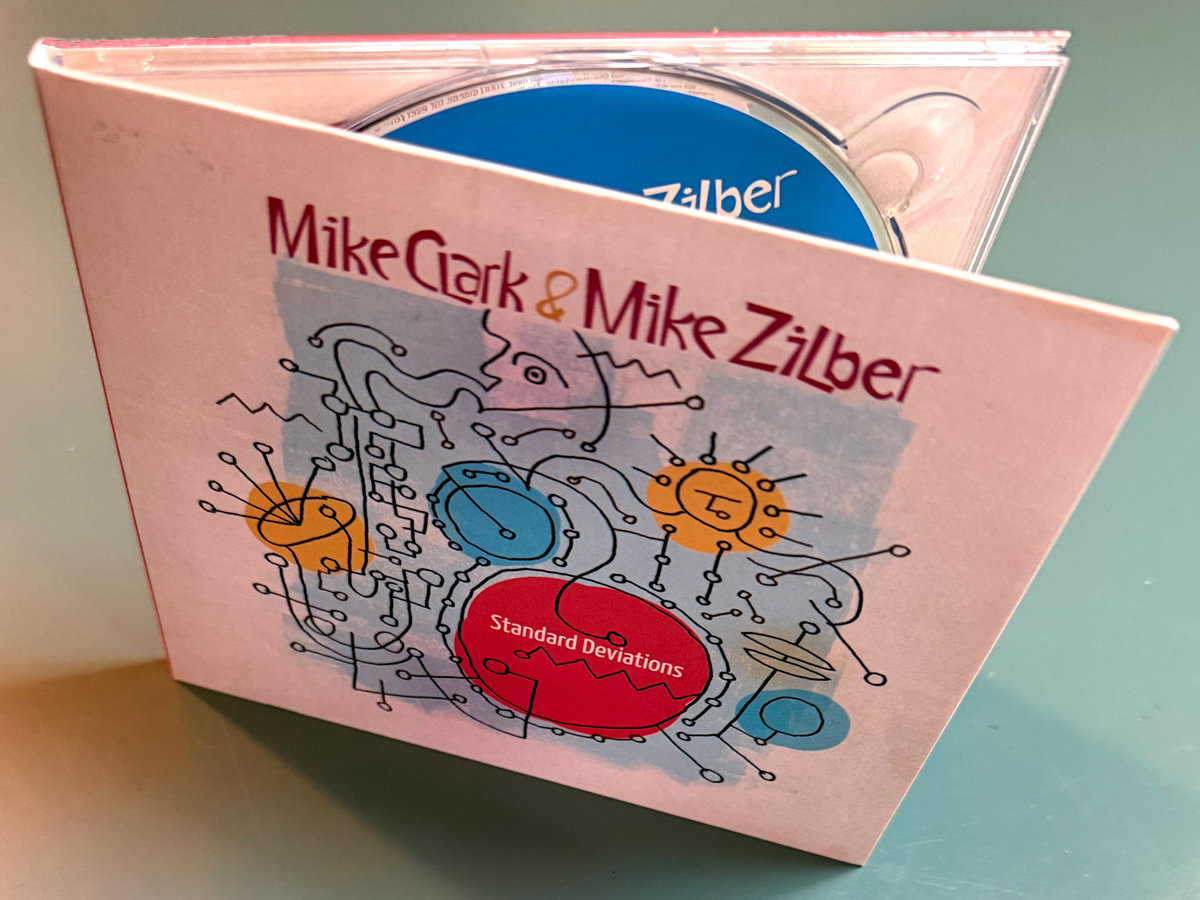 Zilber
Mike Clark & Mike Zilber
Standard Deviations